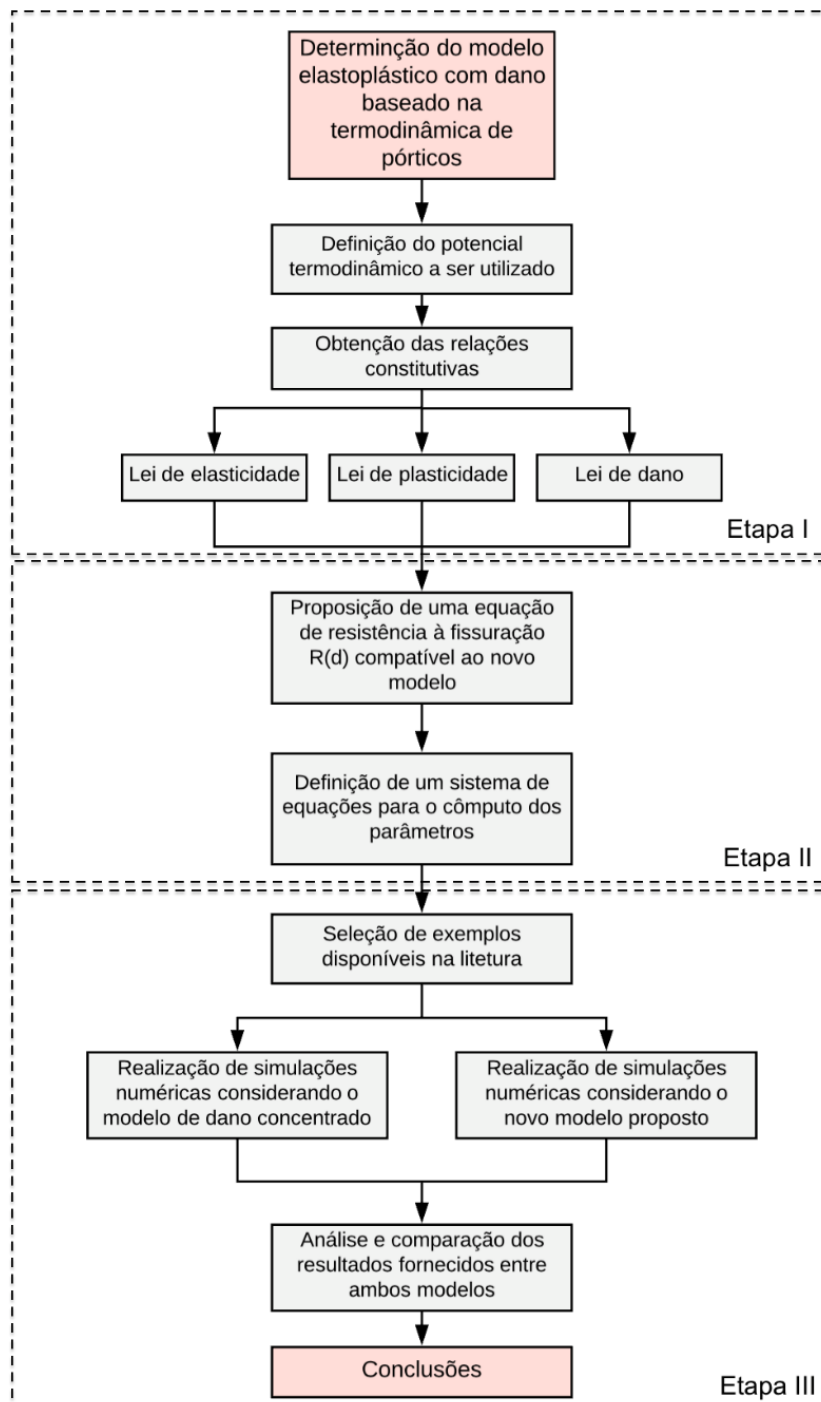 Determinção do modelo
elastoplástico com dano
baseado na
termodinâmica de
pórticos
Definição do potencial
termodinâmico a ser utilizado
Obtenção das relações
constitutivas
Lei de elasticidade
Lei de plasticidade
Lei de dano
Etapa I
Proposição de uma equação
de resistência à fissuração
R(d) compatível ao novo
modelo
Definição de um sistema de
equações para o cômputo dos
parâmetros
Etapa II
Seleção de exemplos
disponíveis na litetura
Realização de simulações
numéricas considerando o
modelo de dano concentrado
Realização de simulações
numéricas considerando o
novo modelo proposto
Análise e comparação dos
resultados fornecidos entre
ambos modelos
Conclusões
Etapa III